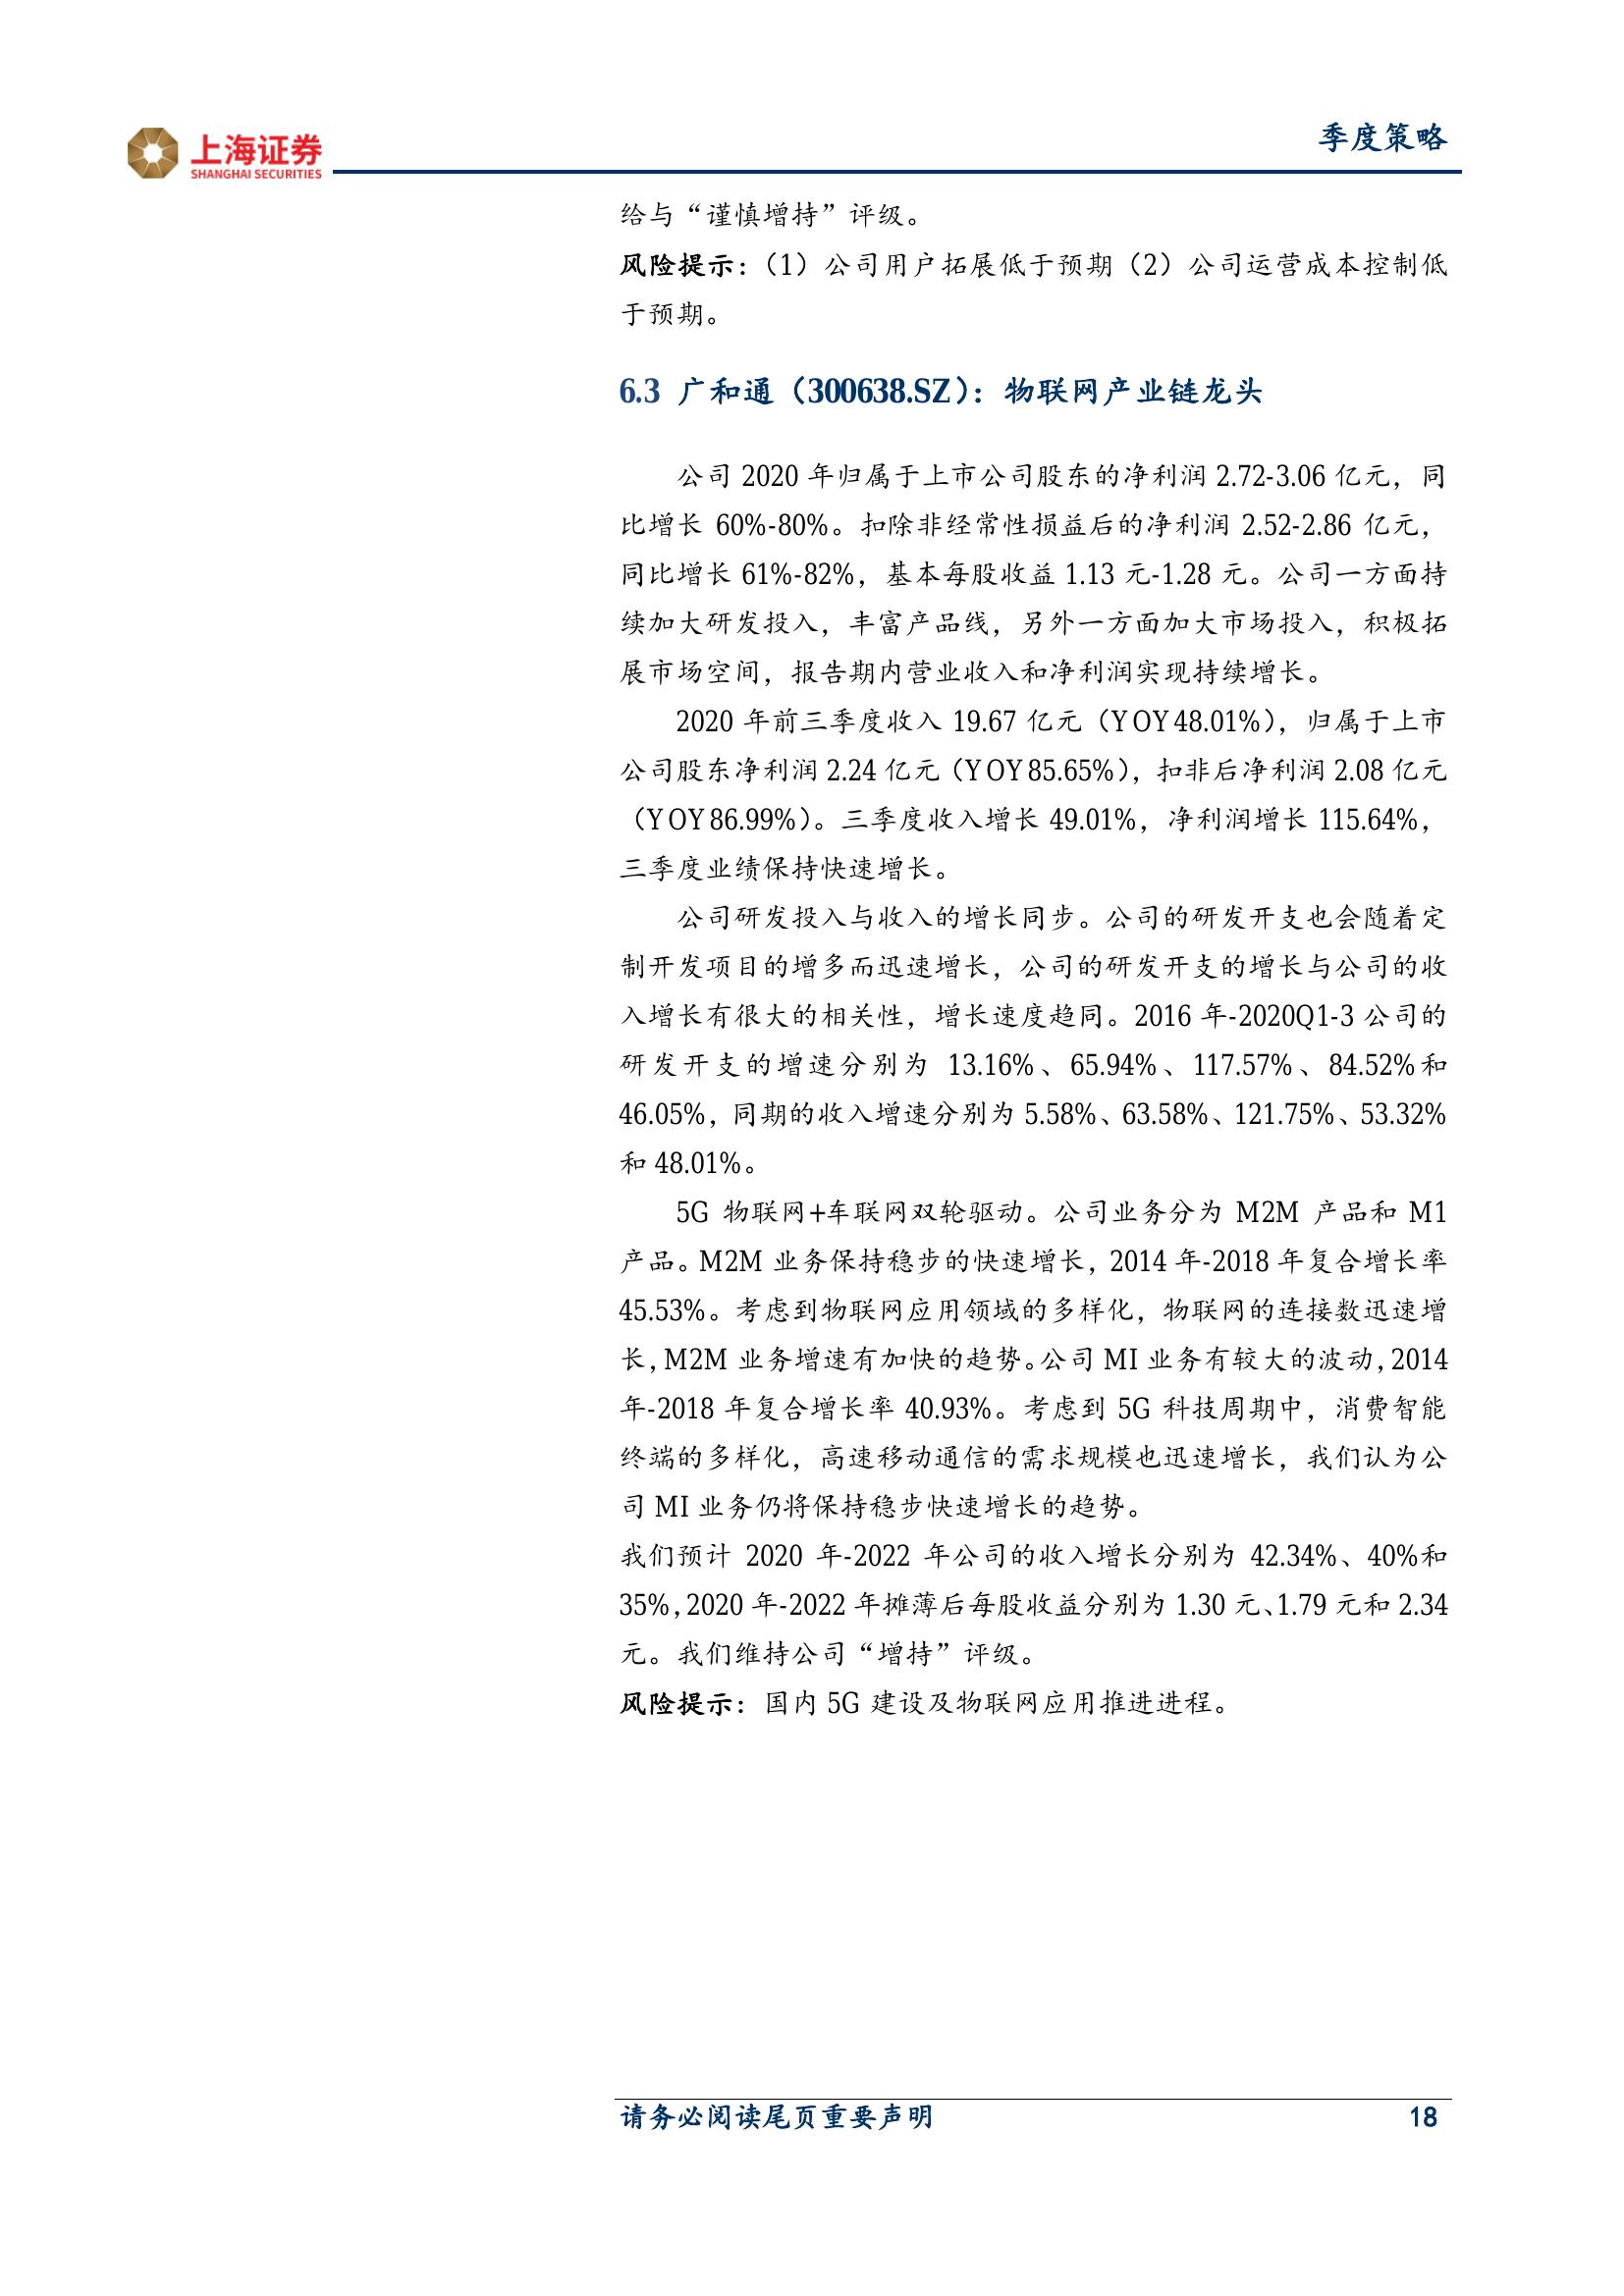 上海证券
SHANGHAI SECURITIES
季度策略
给与“谨慎增持”评级。
风险提示：（1）公司用户拓展低于预期（2）公司运营成本控制低
于预期。
6.3 广和通（300638.SZ）：物联网产业链龙头
公司 2020 年归属于上市公司股东的净利润 2.72-3.06 亿元，同
比增长 60%-80%。扣除非经常性损益后的净利润 2.52-2.86 亿元，
同比增长 61%-82%，基本每股收益 1.13 元-1.28 元。公司一方面持
续加大研发投入，丰富产品线，另外一方面加大市场投入，积极拓
展市场空间，报告期内营业收入和净利润实现持续增长。
2020 年前三季度收入 19.67 亿元（YOY48.01%），归属于上市
公司股东净利润 2.24 亿元（YOY85.65%），扣非后净利润 2.08 亿元
（YOY86.99%）。三季度收入增长 49.01%，净利润增长 115.64%，
三季度业绩保持快速增长。
公司研发投入与收入的增长同步。公司的研发开支也会随着定
制开发项目的增多而迅速增长，公司的研发开支的增长与公司的收
入增长有很大的相关性，增长速度趋同。2016 年-2020Q1-3 公司的
研发开支的增速分别为 13.16%、65.94%、117.57%、84.52%和
46.05%，同期的收入增速分别为 5.58%、63.58%、121.75%、53.32%
和 48.01%。
5G 物联网+车联网双轮驱动。公司业务分为 M2M 产品和 M1
产品。M2M 业务保持稳步的快速增长，2014 年-2018 年复合增长率
45.53%。考虑到物联网应用领域的多样化，物联网的连接数迅速增
长，M2M 业务增速有加快的趋势。公司 MI 业务有较大的波动，2014
年-2018 年复合增长率 40.93%。考虑到 5G 科技周期中，消费智能
终端的多样化，高速移动通信的需求规模也迅速增长，我们认为公
司 MI 业务仍将保持稳步快速增长的趋势。
我们预计 2020 年-2022 年公司的收入增长分别为 42.34%、40%和
35%，2020 年-2022 年摊薄后每股收益分别为 1.30 元、1.79 元和 2.34
元。我们维持公司“增持”评级。
风险提示：国内 5G 建设及物联网应用推进进程。
请务必阅读尾页重要声明
18